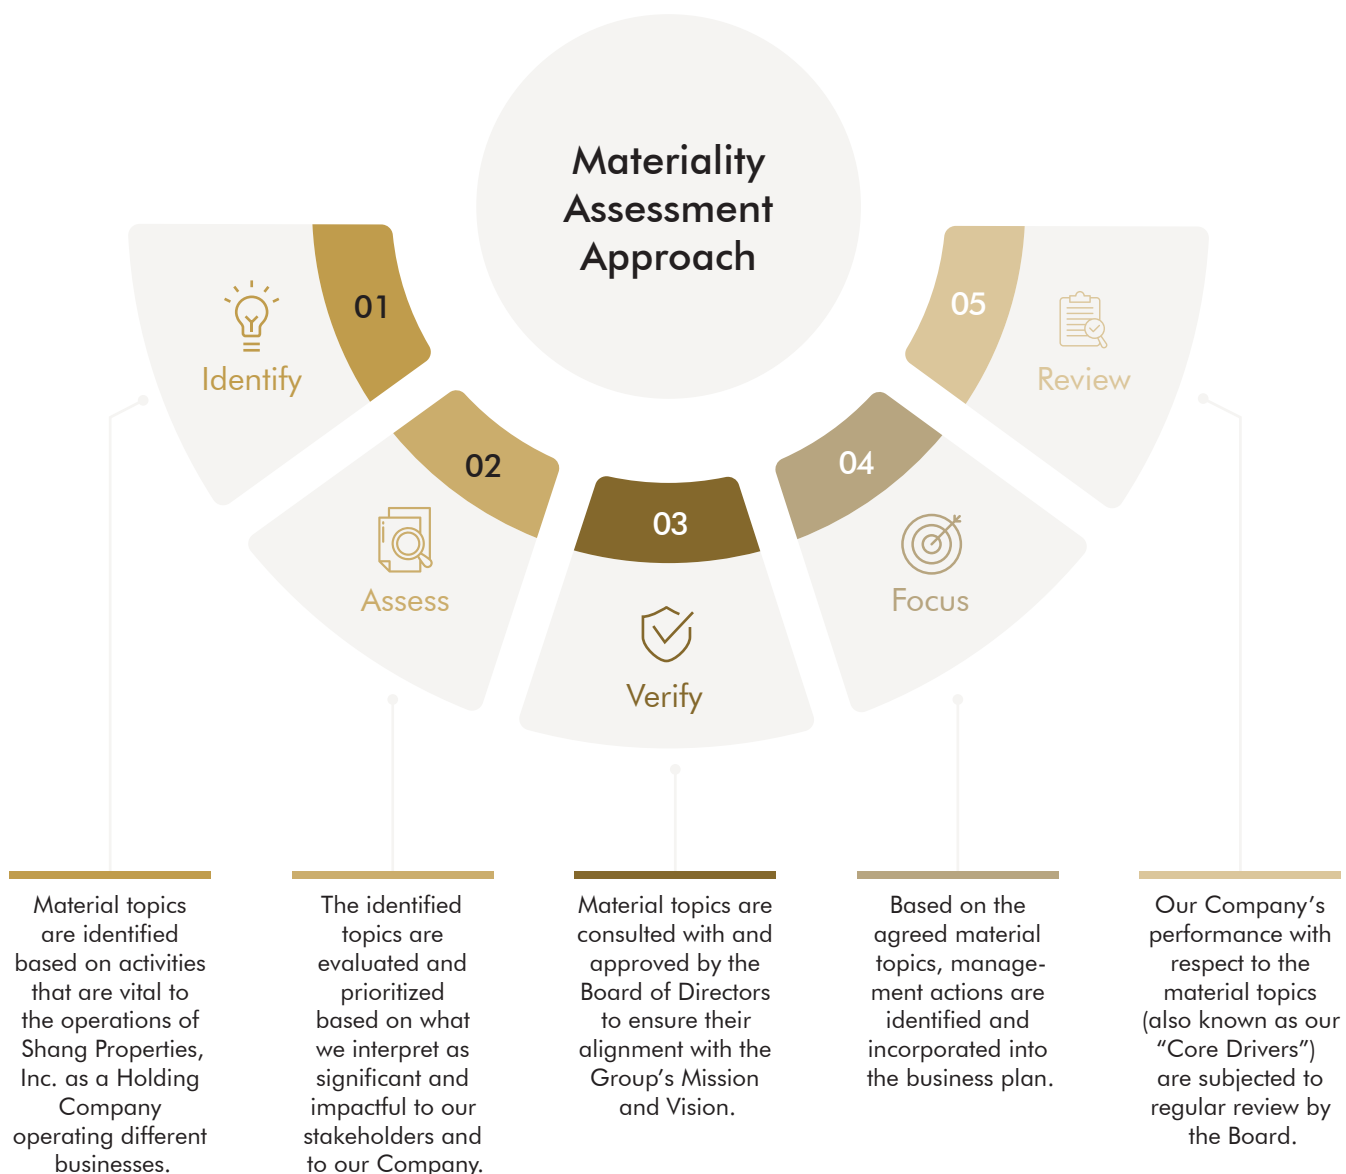 Materiality
Assessment
Approach
01
Identify
02
Assess
03
Verify
04
Focus
05
Review
Material topics
are identified
based on activities
that are vital to
the operations of
Shang Properties,
Inc. as a Holding
Company
operating different
businesses.
The identified
topics are
evaluated and
prioritized
based on what
we interpret as
significant and
impactful to our
stakeholders and
to our Company.
Material topics are
consulted with and
approved by the
Board of Directors
to ensure their
alignment with the
Group’s Mission
and Vision.
Based on the
agreed material
topics, manage-
ment actions are
identified and
incorporated into
the business plan.
Our Company’s
performance with
respect to the
material topics
(also known as our
“Core Drivers”)
are subjected to
regular review by
the Board.